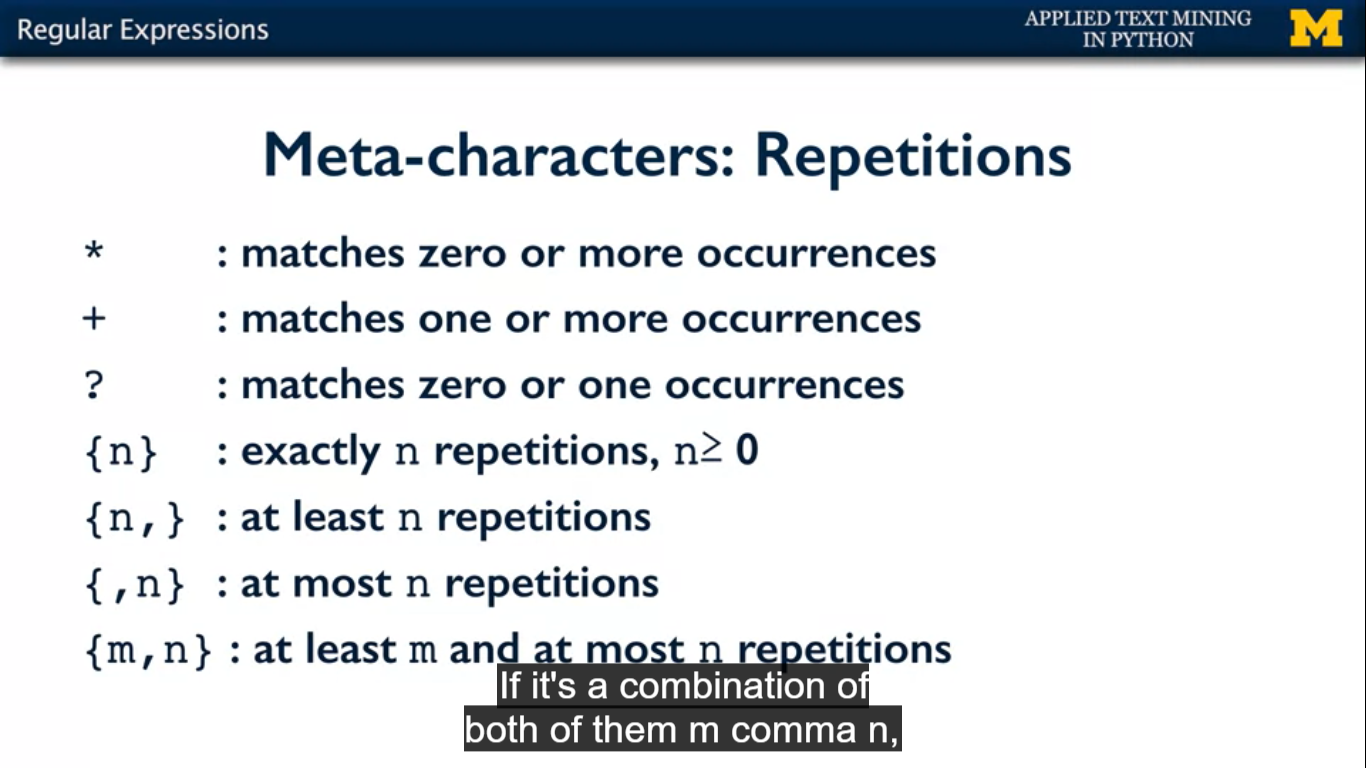 Regular Expressions
APPLIED TEXT MINING
IN PYTHON
M
Meta-characters: Repetitions
* : matches zero or more occurrences
+ : matches one or more occurrences
? : matches zero or one occurrences
{n} : exactly n repetitions, n≥ 0
{n,} : at least n repetitions
{,n} : at most n repetitions
{m,n} : at least m and at most n repetitions
If it's a combination of
both of them m comma n,